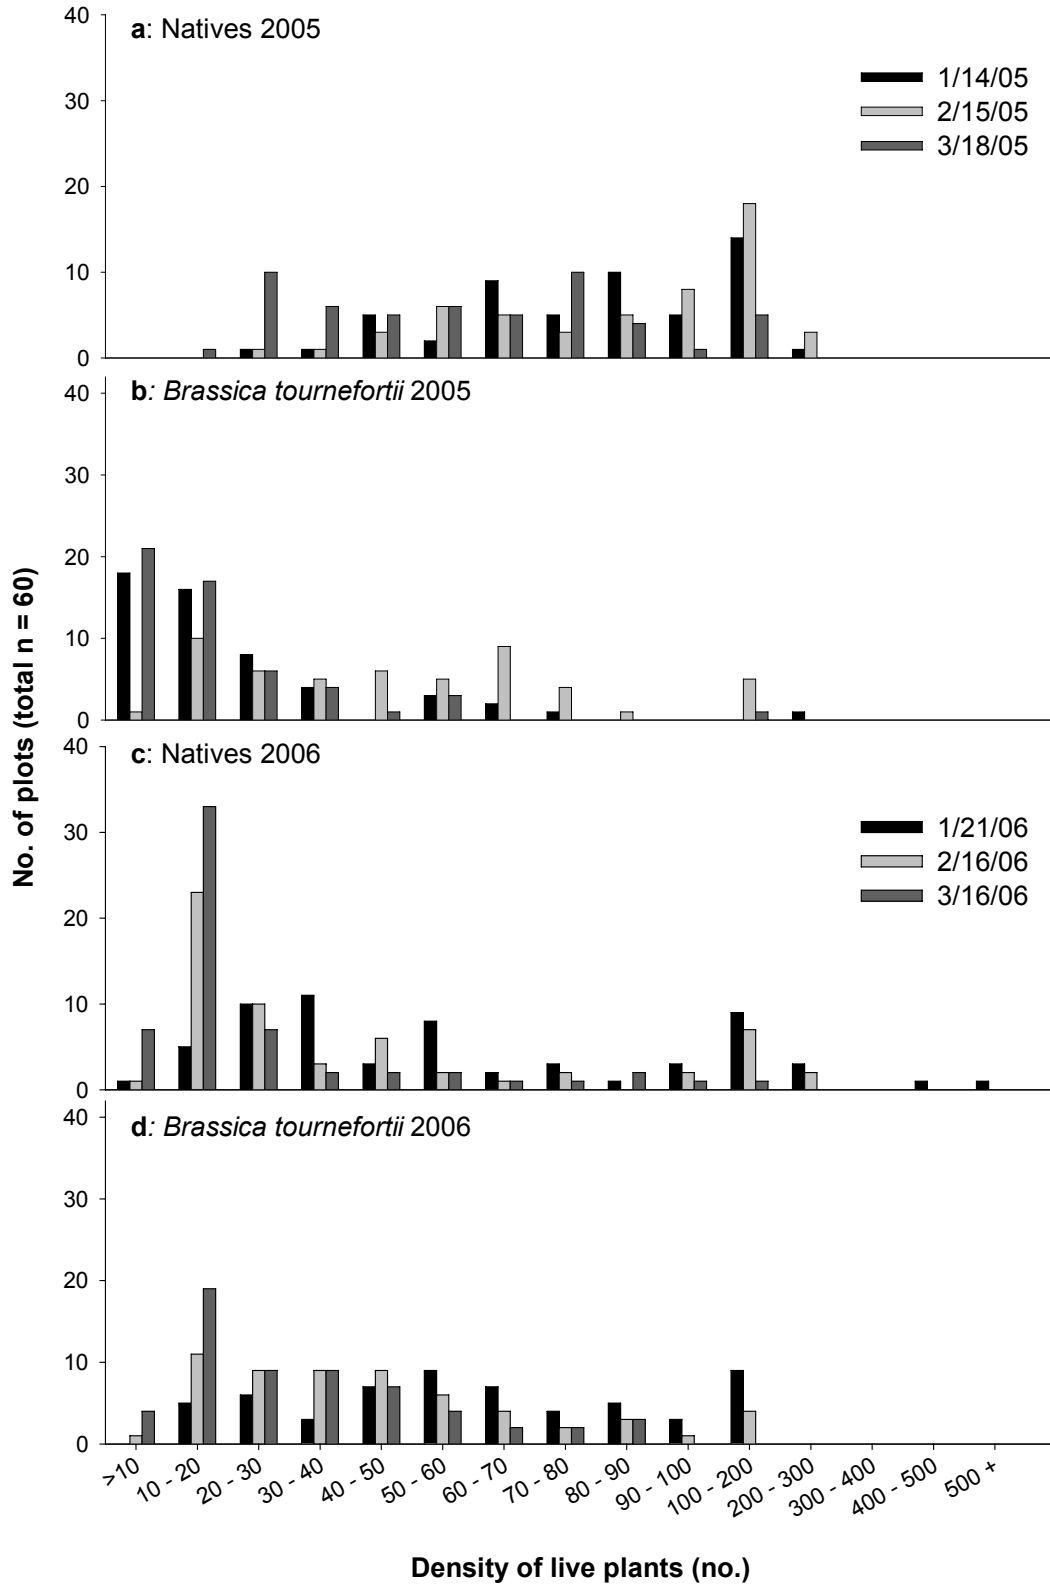 a: Natives 2005
1/14/05
2/15/05
3/18/05
40
30
20
10
0
b: Brassica tournefortii 2005
40
30
20
10
0
c: Natives 2006
1/21/06
2/16/06
3/16/06
40
30
20
10
0
d: Brassica tournefortii 2006
40
30
20
10
0
No. of plots (total n = 60)
>10
10 - 20
20 - 30
30 - 40
40 - 50
50 - 60
60 - 70
70 - 80
80 - 90
90 - 100
100 - 200
200 - 300
300 - 400
400 - 500
500 +
Density of live plants (no.)